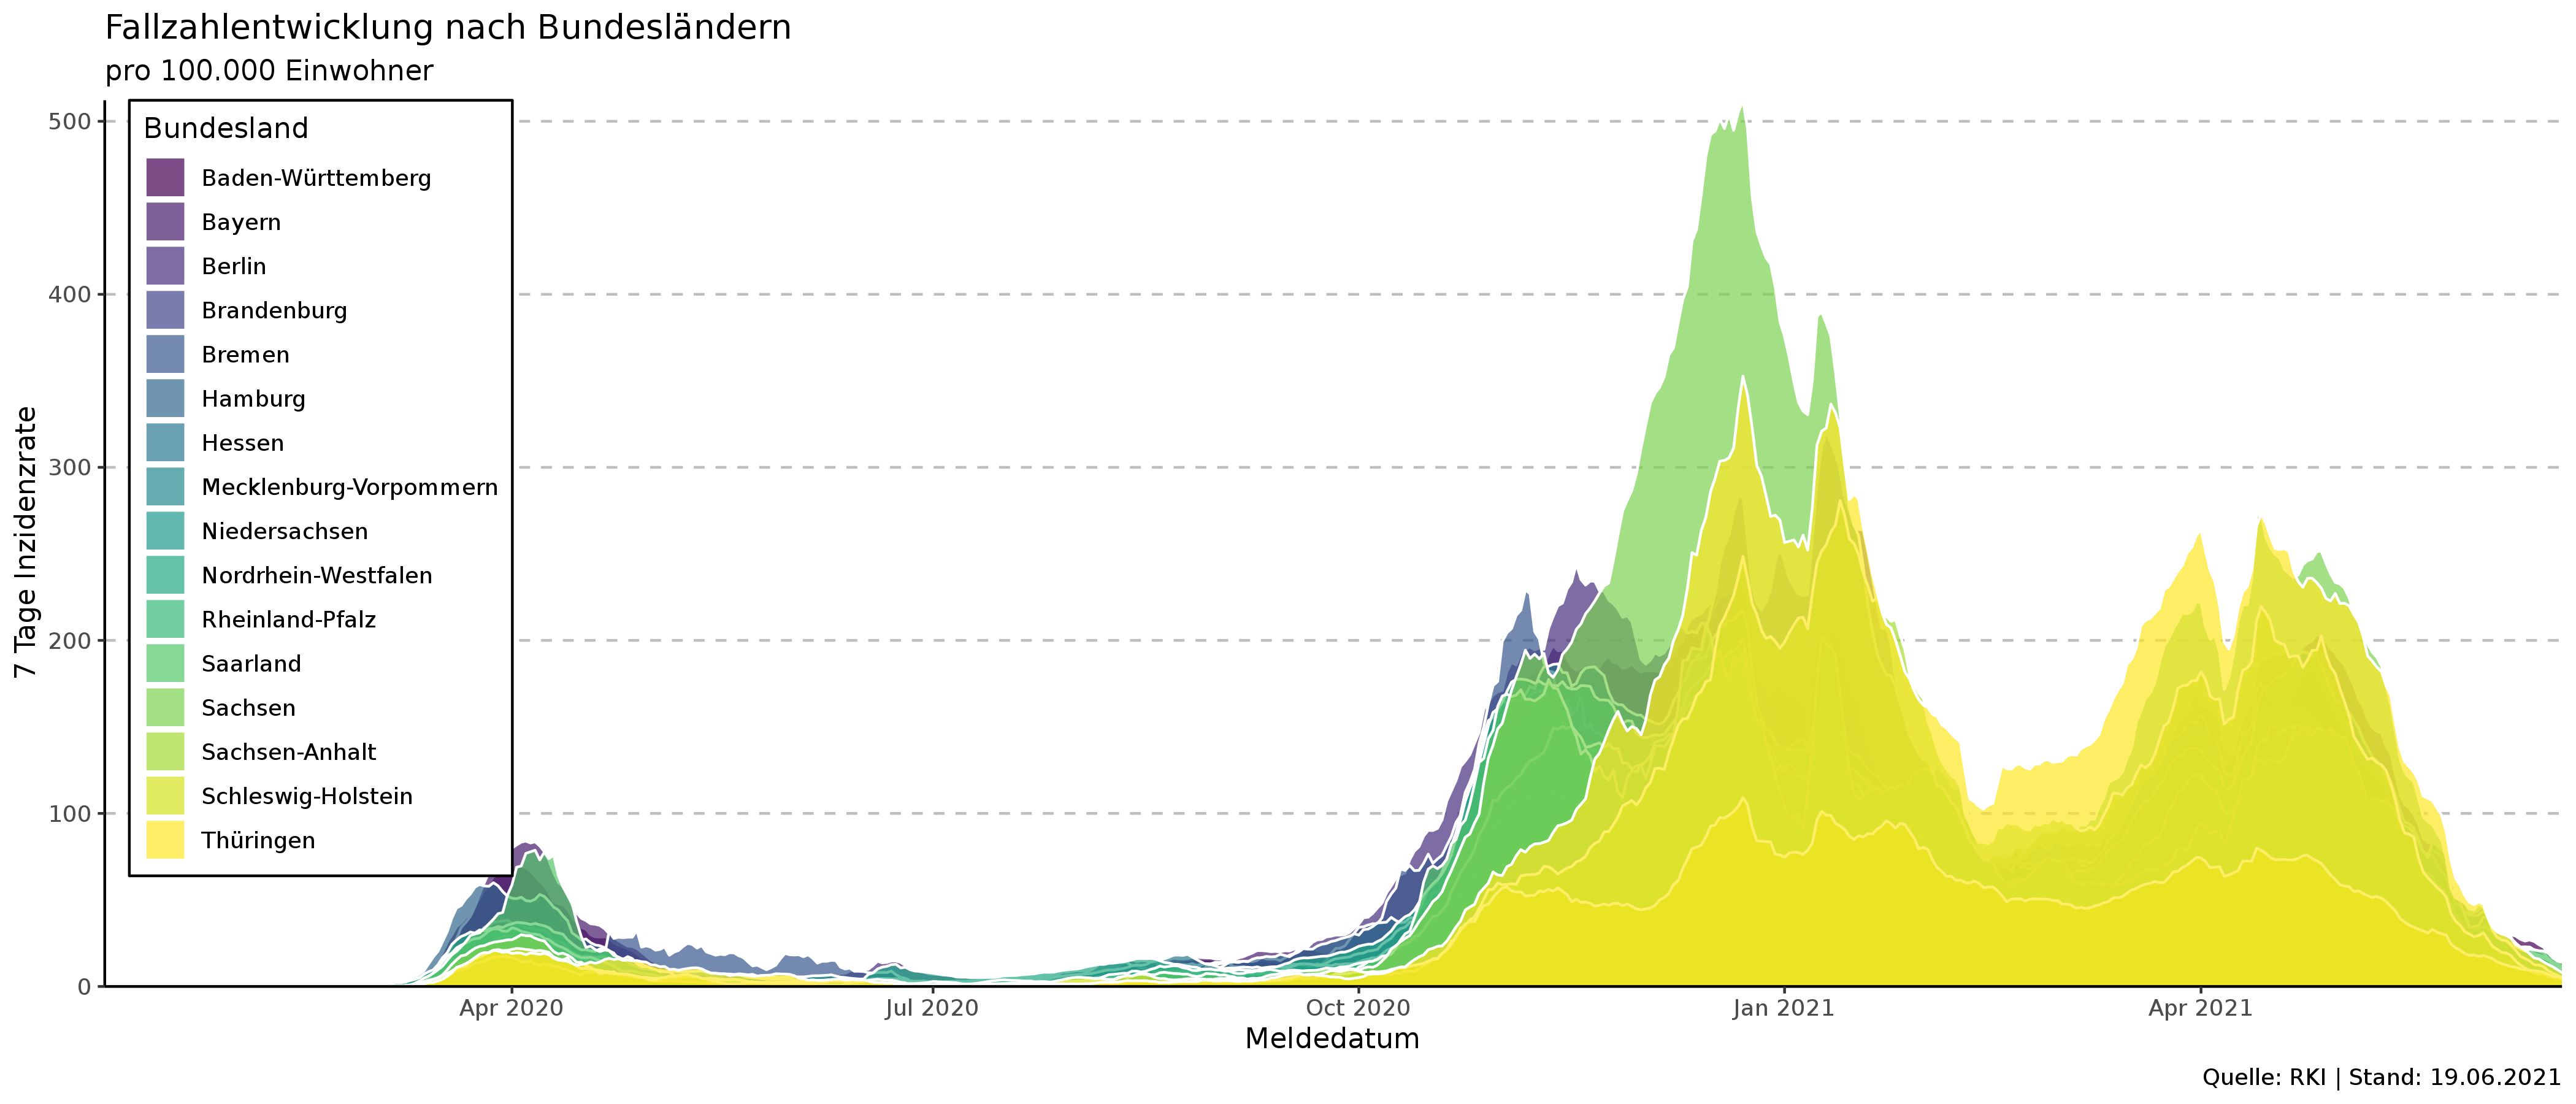 Fallzahlentwicklung nach Bundesländern
pro 100.000 Einwohner
Bundesland
Baden-Württemberg
Bayern
Berlin
Brandenburg
Bremen
Hamburg
Hessen
Mecklenburg-Vorpommern
Niedersachsen
Nordrhein-Westfalen
Rheinland-Pfalz
Saarland
Sachsen
Sachsen-Anhalt
Schleswig-Holstein
Thüringen
7 Tage Inzidenzrate
500
400
300
200
100
0
Apr 2020
Jul 2020
Oct 2020
Jan 2021
Apr 2021
Meldedatum
Quelle: RKI | Stand: 19.06.2021